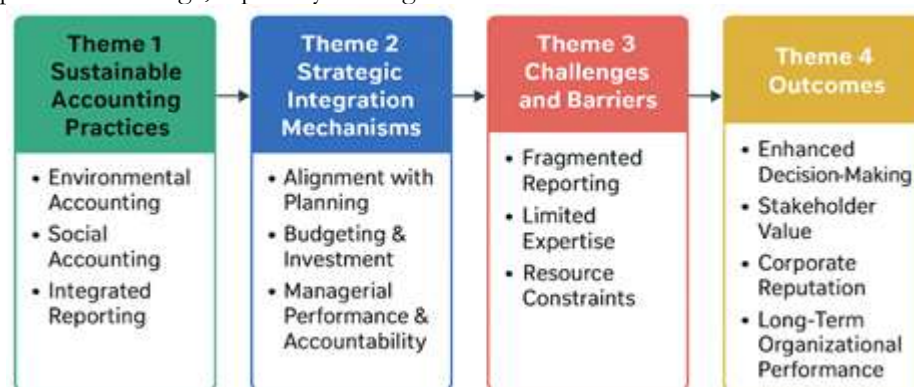 Theme 1
Sustainable
Accounting
Practices
• Environmental
Accounting
• Social
Accounting
• Integrated
Reporting
Theme 2
Strategic
Integration
Mechanisms
• Alignment with
Planning
• Budgeting &
Investment
• Managerial
Performance &
Accountability
Theme 3
Challenges
and Barriers
• Fragmented
Reporting
• Limited
Expertise
• Resource
Constraints
Theme 4
Outcomes
• Enhanced
Decision-Making
• Stakeholder
Value
• Corporate
Reputation
• Long-Term
Organizational
Performance